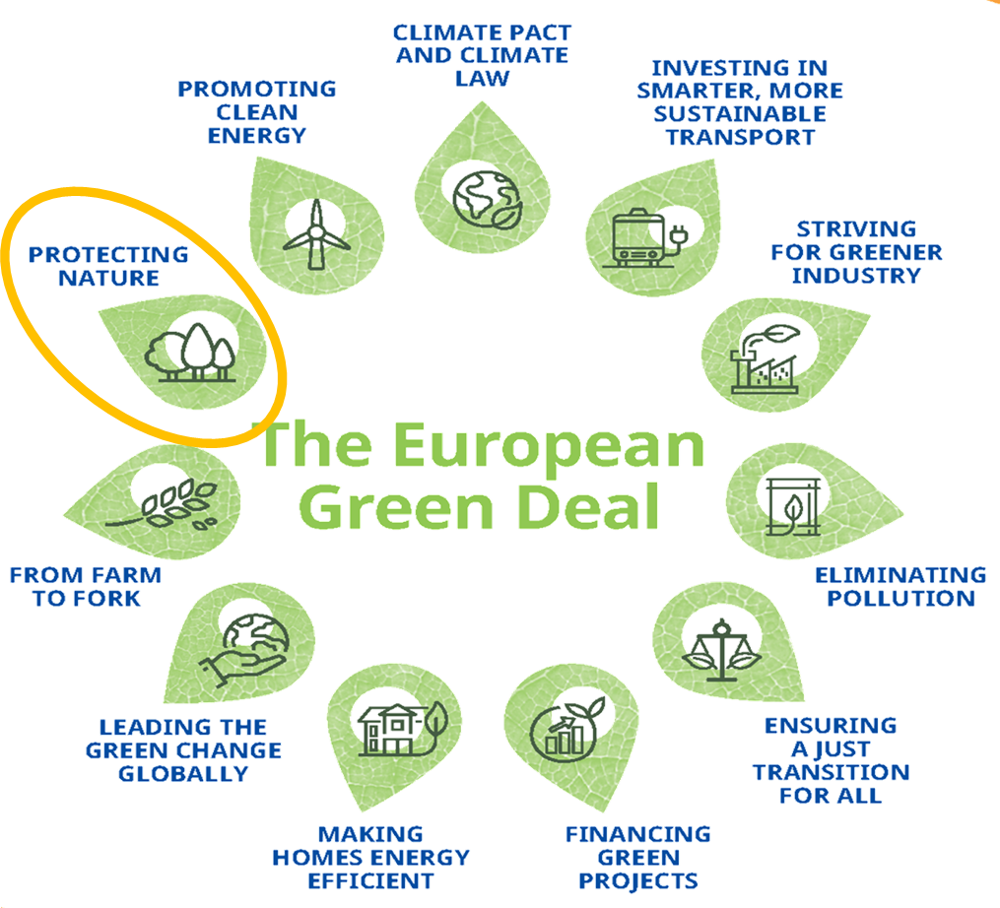 CLIMATE PACT
AND CLIMATE
LAW
INVESTING IN
SMARTER, MORE
SUSTAINABLE
TRANSPORT
PROMOTING
CLEAN
ENERGY
STRIVING
FOR GREENER
INDUSTRY
PROTECTING
NATURE
The European
Green Deal
FROM FARM
TO FORK
ELIMINATING
POLLUTION
LEADING THE
GREEN CHANGE
GLOBALLY
ENSURING
A JUST
TRANSITION
FOR ALL
MAKING
HOMES ENERGY
EFFICIENT
FINANCING
GREEN
PROJECTS